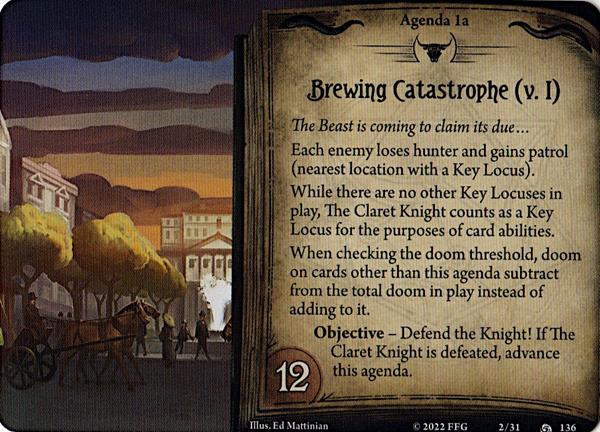 Agenda 1a
Brewing Catastrophe (v. I)
The Beast is coming to claim its due…
Each enemy loses hunter and gains patrol
(nearest location with a Key Locus).
While there are no other Key Locuses in
play, The Claret Knight counts as a Key
Locus for the purposes of card abilities.
When checking the doom threshold, doom
on cards other than this agenda subtract
from the total doom in play instead of
adding to it.
Objective – Defend the Knight! If The
Claret Knight is defeated, advance
this agenda.
12
Illus. Ed Mattinian
© 2022 FFG
2/31
136